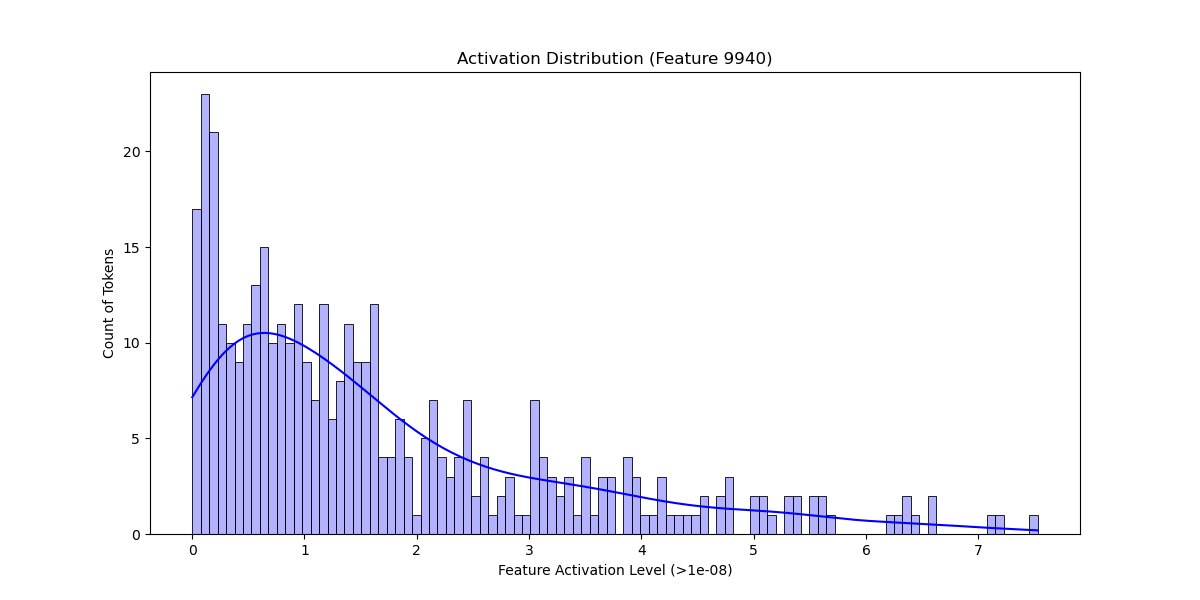 Activation Distribution (Feature 9940)
20
15
10
5
0
Count of Tokens
0 1 2 3 4 5 6 7
Feature Activation Level (>1e-08)